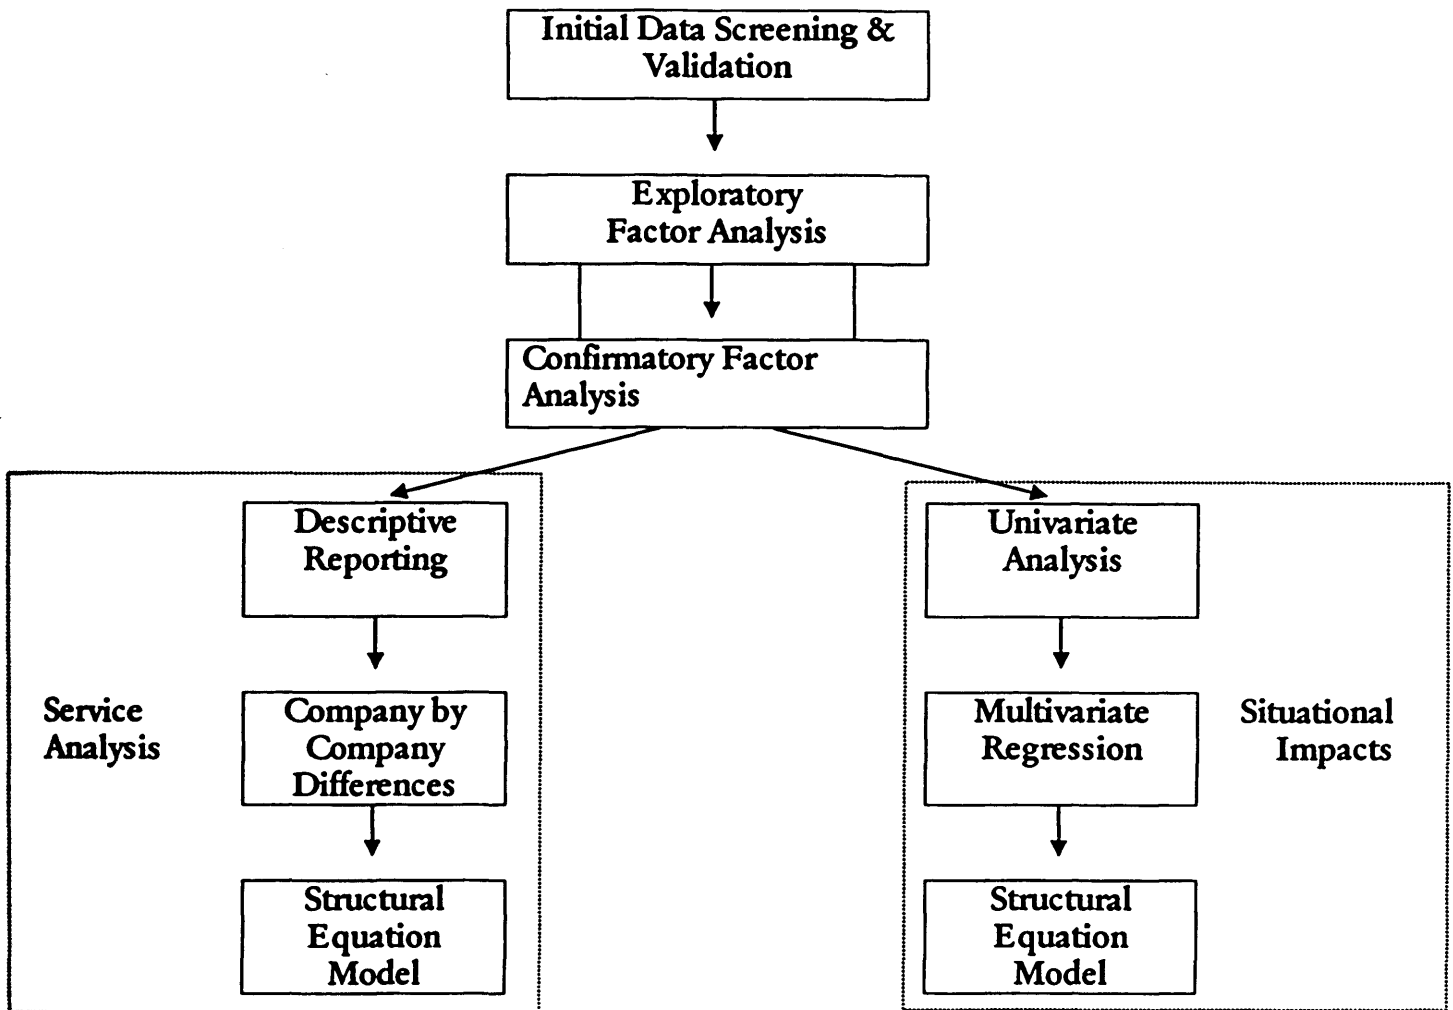 Initial Data Screening &
Validation
Exploratory
Factor Analysis
Confirmatory Factor
Analysis
Descriptive
Reporting
Service
Analysis
Company by
Company
Differences
Structural
Equation
Model
Univariate
Analysis
Multivariate
Regression
Situational
Impacts
Structural
Equation
Model